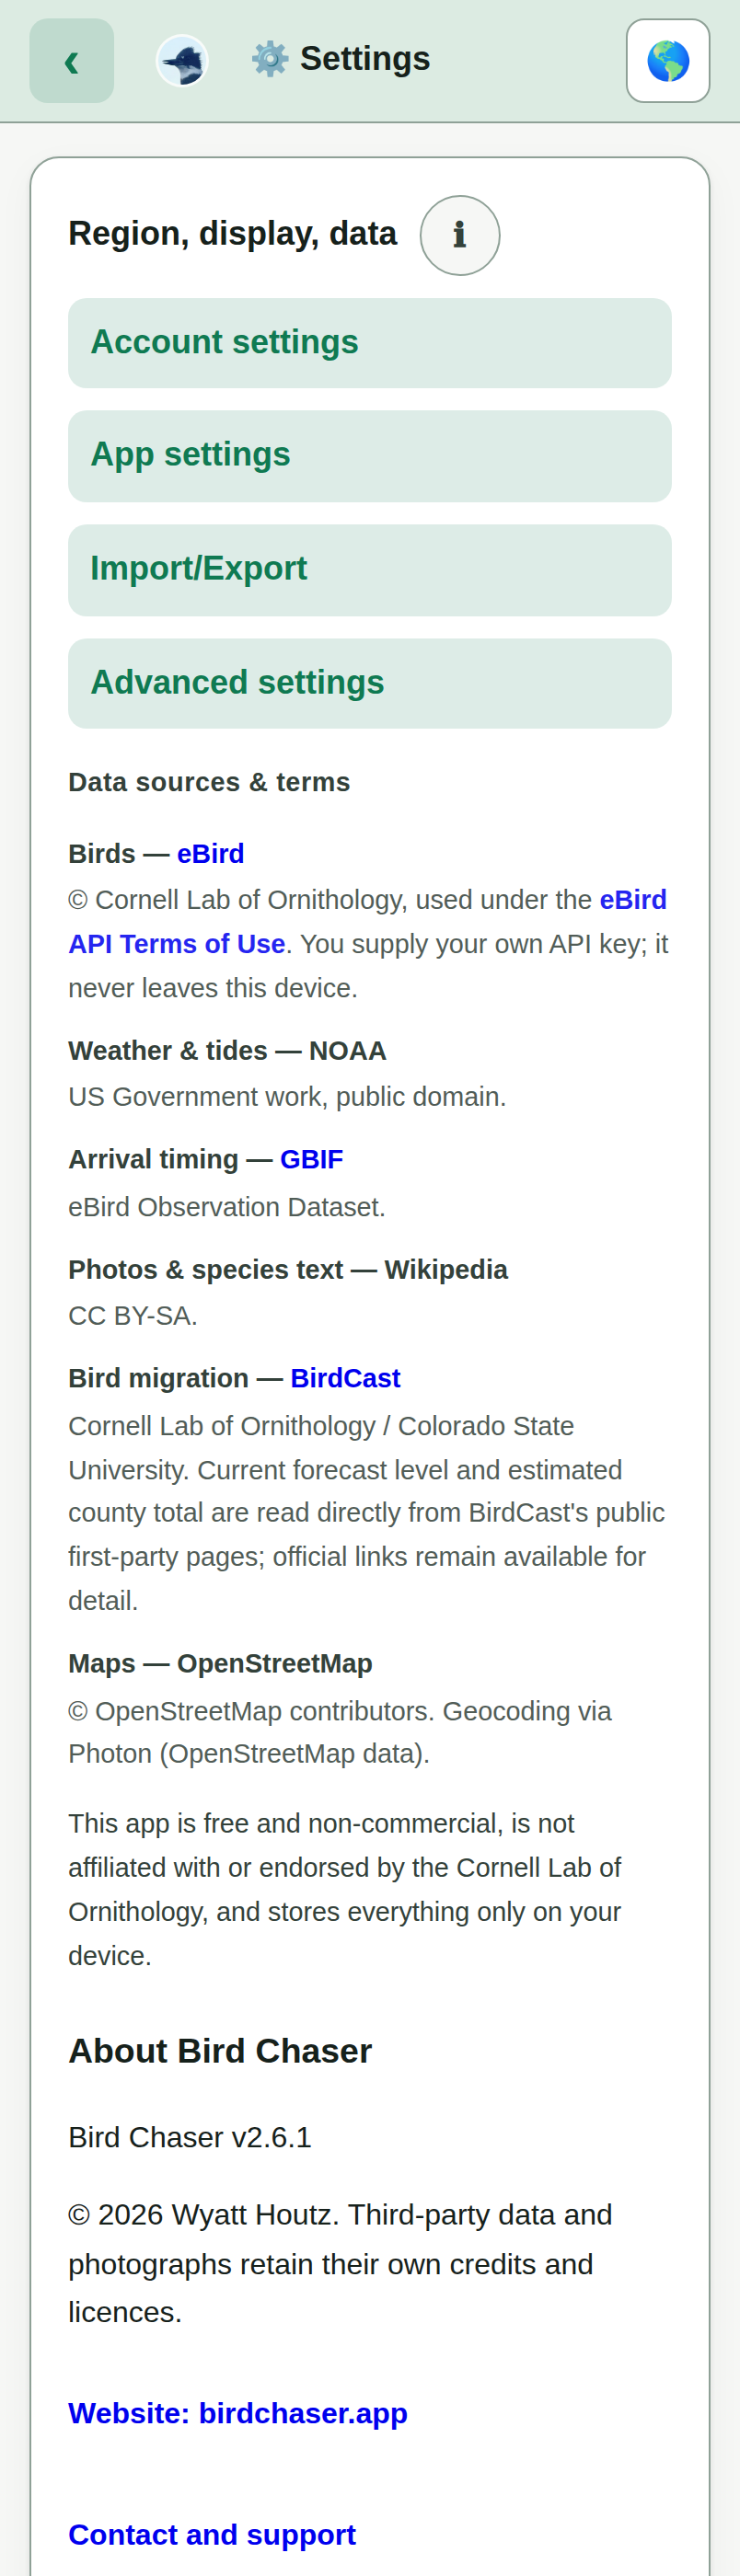 ‹ ⚙️ Settings 🌎
Region, display, data ℹ
Account settings
App settings
Import/Export
Advanced settings
Data sources & terms
Birds — eBird
© Cornell Lab of Ornithology, used under the eBird
API Terms of Use. You supply your own API key; it
never leaves this device.
Weather & tides — NOAA
US Government work, public domain.
Arrival timing — GBIF
eBird Observation Dataset.
Photos & species text — Wikipedia
CC BY-SA.
Bird migration — BirdCast
Cornell Lab of Ornithology / Colorado State
University. Current forecast level and estimated
county total are read directly from BirdCast's public
first-party pages; official links remain available for
detail.
Maps — OpenStreetMap
© OpenStreetMap contributors. Geocoding via
Photon (OpenStreetMap data).
This app is free and non-commercial, is not
affiliated with or endorsed by the Cornell Lab of
Ornithology, and stores everything only on your
device.
About Bird Chaser
Bird Chaser v2.6.1
© 2026 Wyatt Houtz. Third-party data and
photographs retain their own credits and
licences.
Website: birdchaser.app
Contact and support